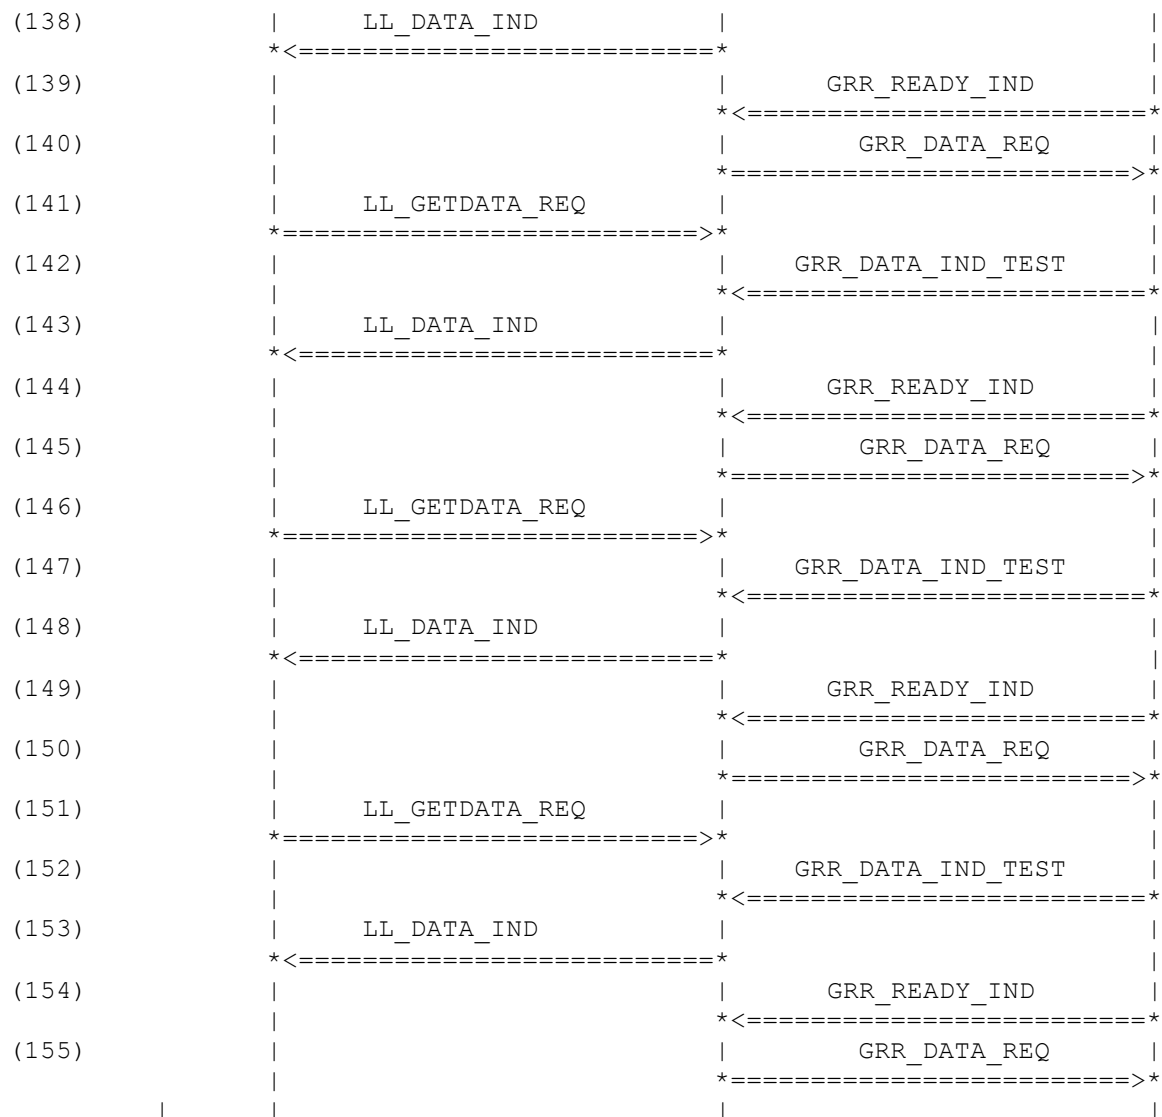 (138) | LL_DATA_IND | |
*<==========================* |
(139) | | GRR_READY_IND |
| *<=========================*
(140) | | GRR_DATA_REQ |
| *=========================>*
(141) | LL_GETDATA_REQ | |
*==========================>* |
(142) | | GRR_DATA_IND_TEST |
| *<=========================*
(143) | LL_DATA_IND | |
*<==========================* |
(144) | | GRR_READY_IND |
| *<=========================*
(145) | | GRR_DATA_REQ |
| *=========================>*
(146) | LL_GETDATA_REQ | |
*==========================>* |
(147) | | GRR_DATA_IND_TEST |
| *<=========================*
(148) | LL_DATA_IND | |
*<==========================* |
(149) | | GRR_READY_IND |
| *<=========================*
(150) | | GRR_DATA_REQ |
| *=========================>*
(151) | LL_GETDATA_REQ | |
*==========================>* |
(152) | | GRR_DATA_IND_TEST |
| *<=========================*
(153) | LL_DATA_IND | |
*<==========================* |
(154) | | GRR_READY_IND |
| *<=========================*
(155) | | GRR_DATA_REQ |
| *=========================>*
| | | |